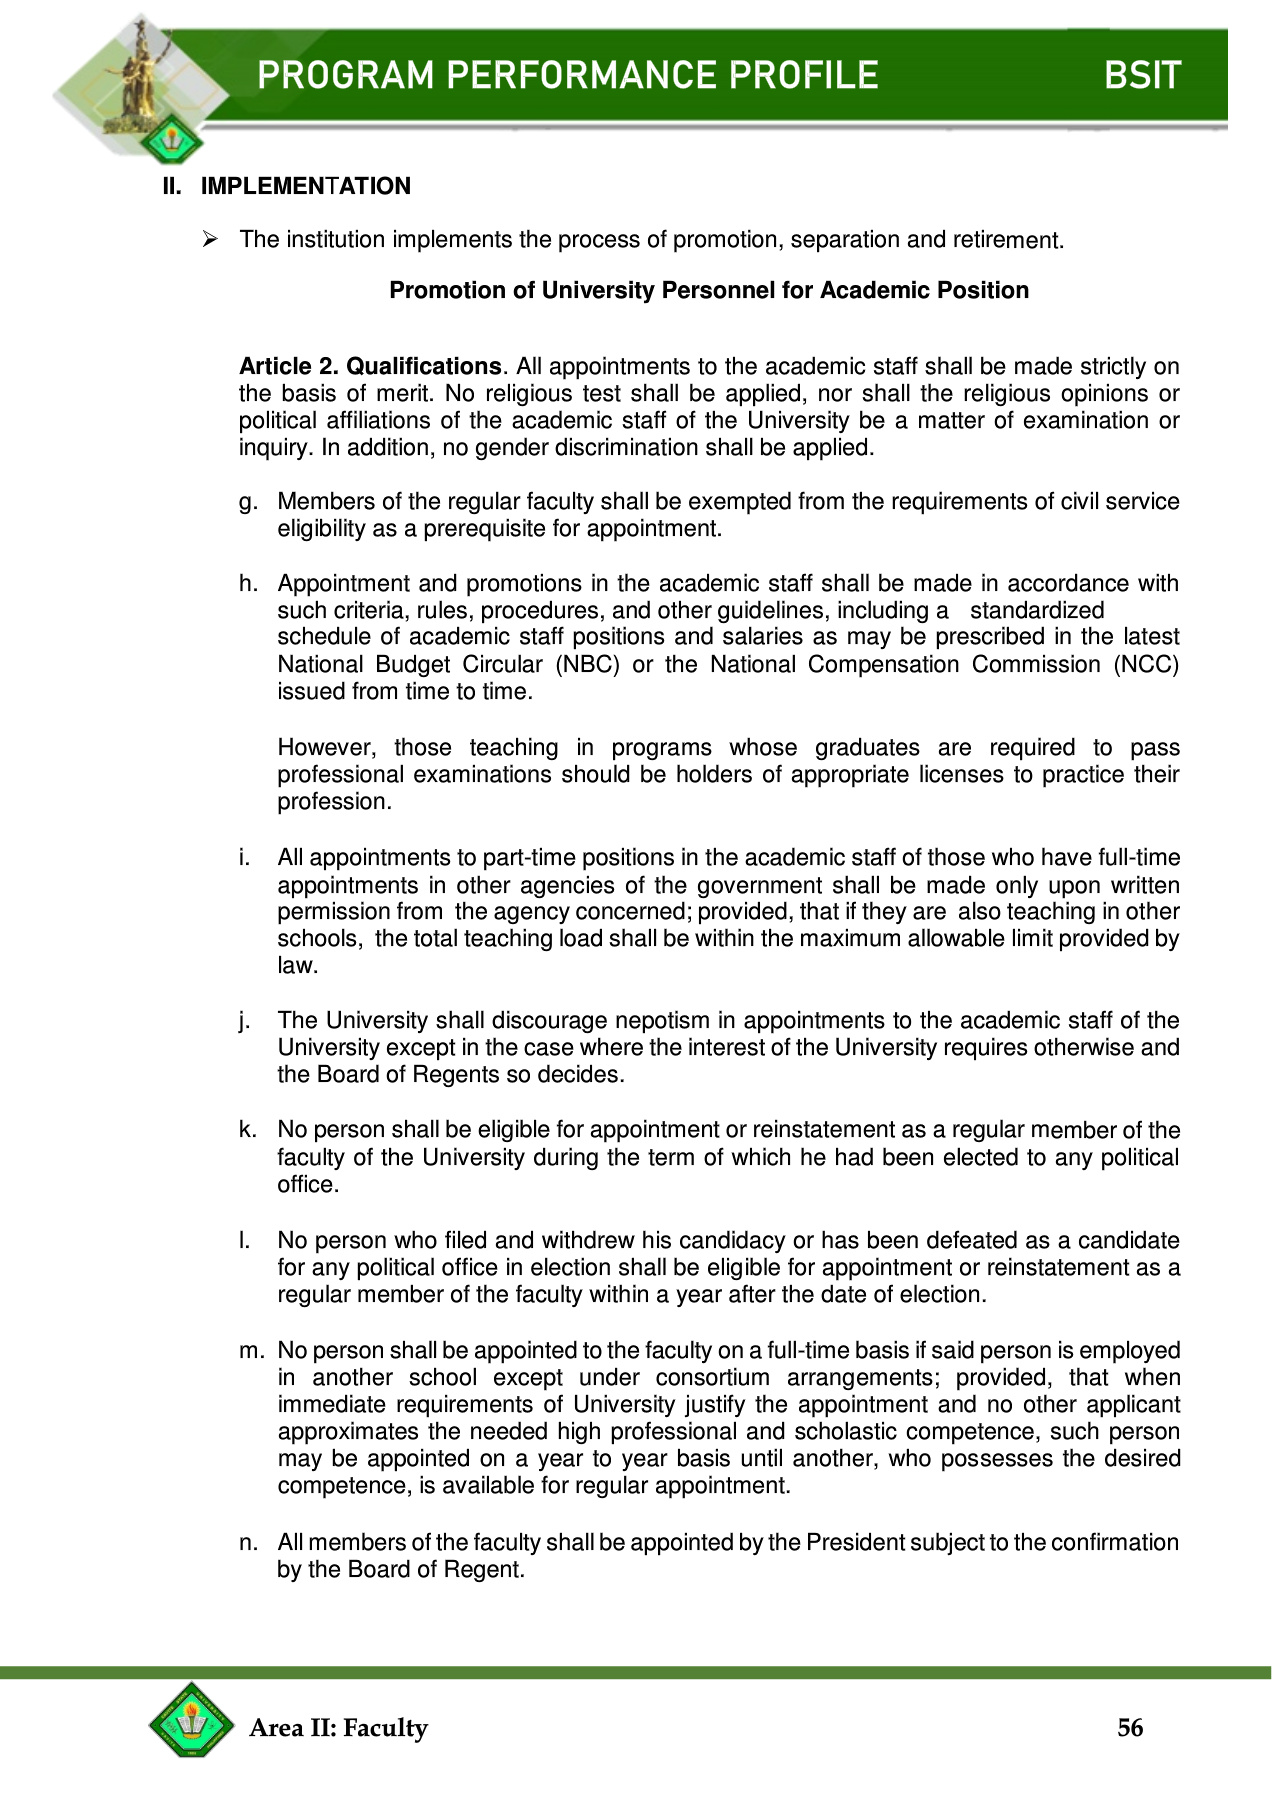 PROGRAM PERFORMANCE PROFILE BSIT
II. IMPLEMENTATION
➢ The institution implements the process of promotion, separation and retirement.
Promotion of University Personnel for Academic Position
Article 2. Qualifications. All appointments to the academic staff shall be made strictly on
the basis of merit. No religious test shall be applied, nor shall the religious opinions or
political affiliations of the academic staff of the University be a matter of examination or
inquiry. In addition, no gender discrimination shall be applied.
g. Members of the regular faculty shall be exempted from the requirements of civil service
eligibility as a prerequisite for appointment.
h. Appointment and promotions in the academic staff shall be made in accordance with
such criteria, rules, procedures, and other guidelines, including a standardized
schedule of academic staff positions and salaries as may be prescribed in the latest
National Budget Circular (NBC) or the National Compensation Commission (NCC)
issued from time to time.
However, those teaching in programs whose graduates are required to pass
professional examinations should be holders of appropriate licenses to practice their
profession.
i. All appointments to part-time positions in the academic staff of those who have full-time
appointments in other agencies of the government shall be made only upon written
permission from the agency concerned; provided, that if they are also teaching in other
schools, the total teaching load shall be within the maximum allowable limit provided by
law.
j. The University shall discourage nepotism in appointments to the academic staff of the
University except in the case where the interest of the University requires otherwise and
the Board of Regents so decides.
k. No person shall be eligible for appointment or reinstatement as a regular member of the
faculty of the University during the term of which he had been elected to any political
office.
l. No person who filed and withdrew his candidacy or has been defeated as a candidate
for any political office in election shall be eligible for appointment or reinstatement as a
regular member of the faculty within a year after the date of election.
m. No person shall be appointed to the faculty on a full-time basis if said person is employed
in another school except under consortium arrangements; provided, that when
immediate requirements of University justify the appointment and no other applicant
approximates the needed high professional and scholastic competence, such person
may be appointed on a year to year basis until another, who possesses the desired
competence, is available for regular appointment.
n. All members of the faculty shall be appointed by the President subject to the confirmation
by the Board of Regent.
Area II: Faculty 56